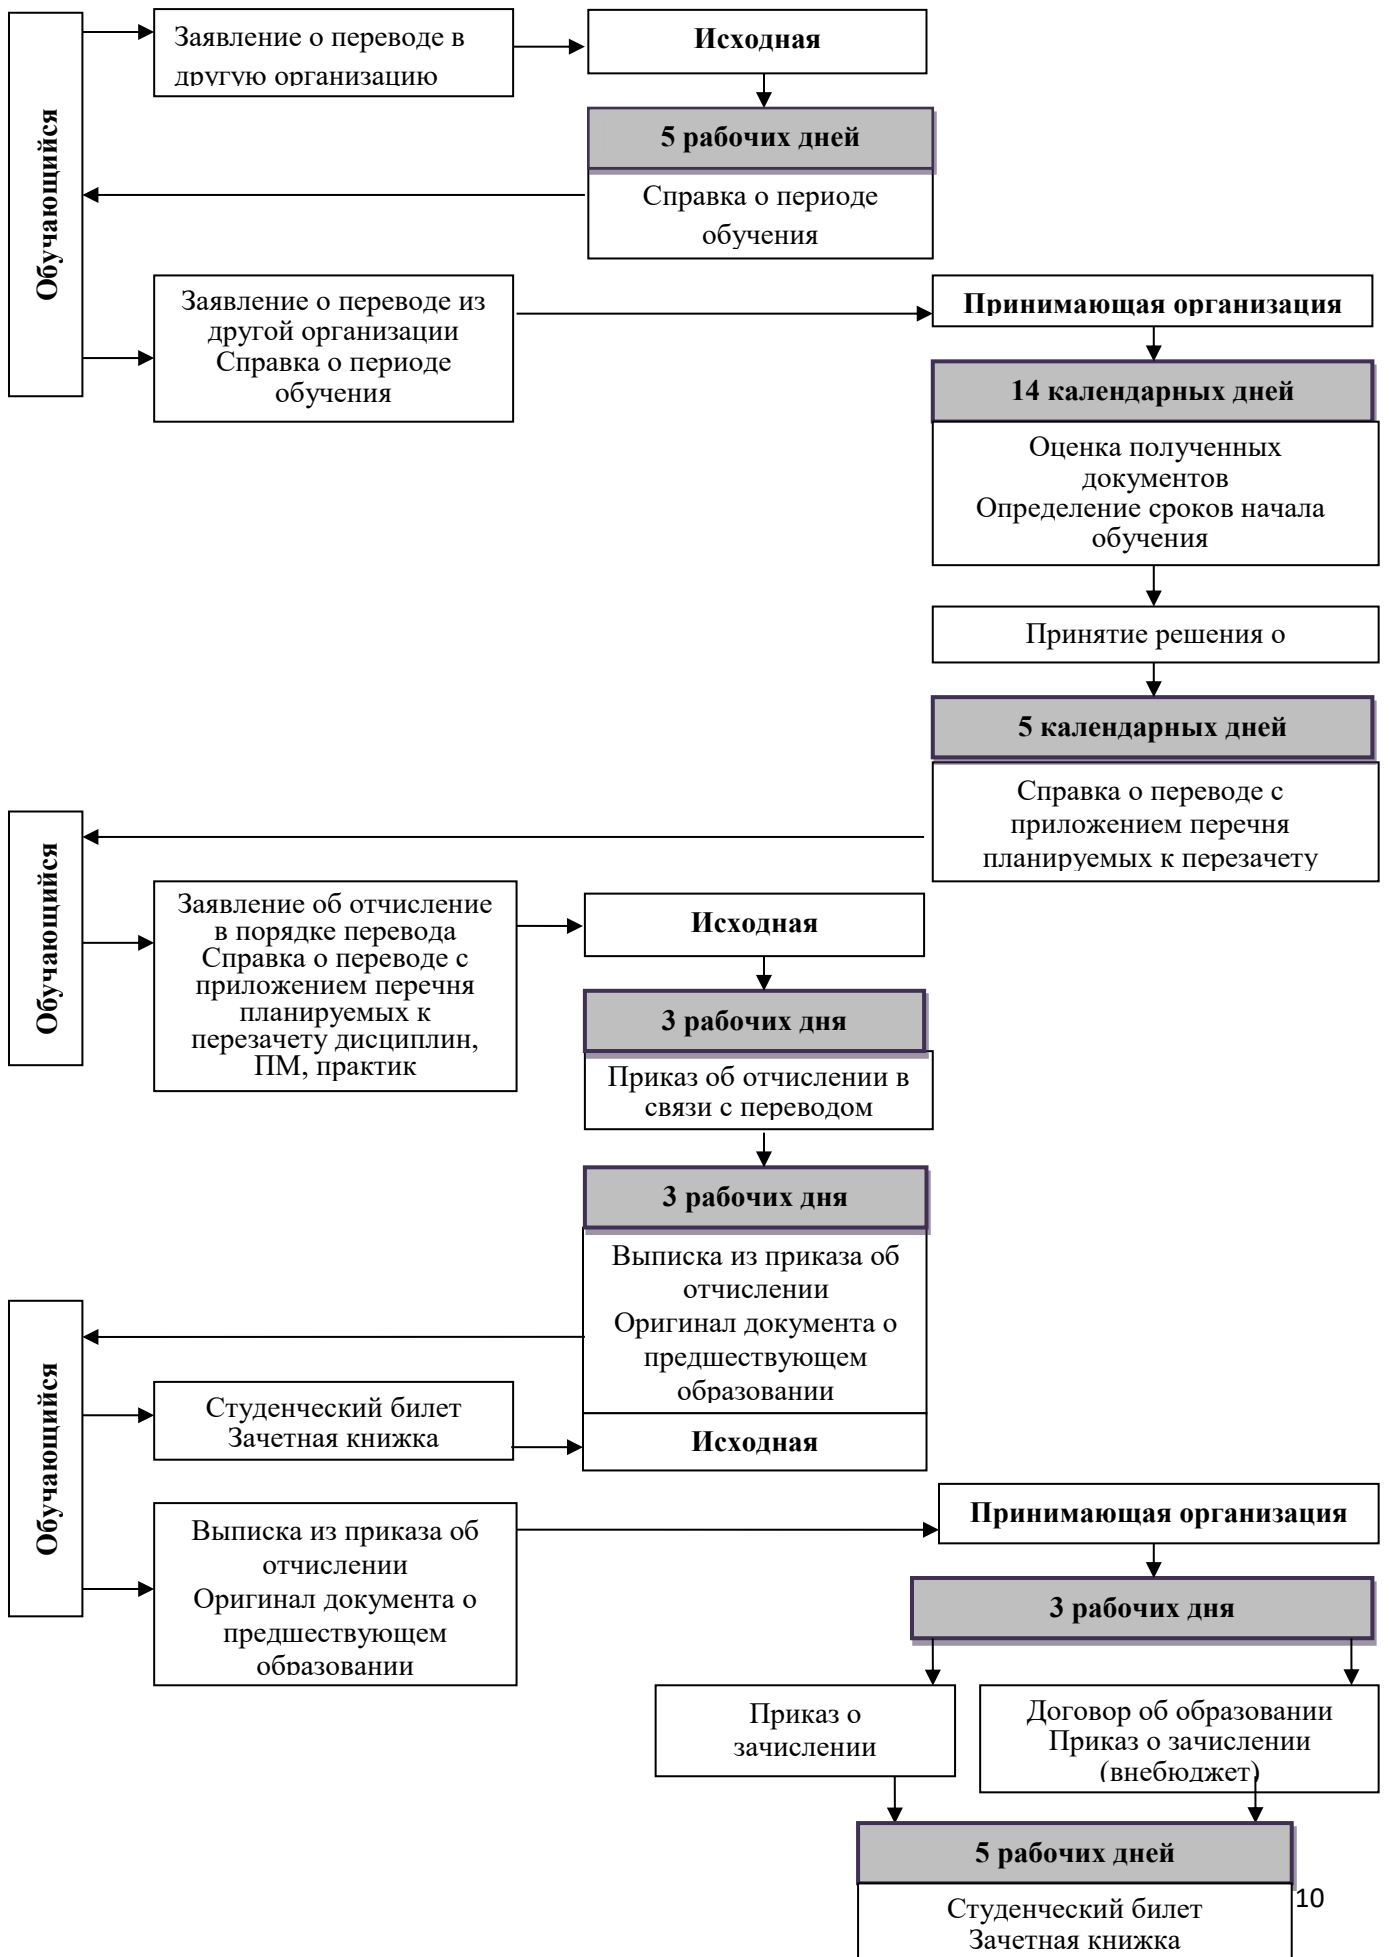 Обучающийся
Заявление о переводе в
другую организацию
Исходная
5 рабочих дней
Справка о периоде
обучения
Заявление о переводе из
другой организации
Справка о периоде
обучения
Принимающая организация
14 календарных дней
Оценка полученных
документов
Определение сроков начала
обучения
Принятие решения о
5 календарных дней
Справка о переводе с
приложением перечня
планируемых к перезачету
Обучающийся
Заявление об отчисление
в порядке перевода
Справка о переводе с
приложением перечня
планируемых к
перезачету дисциплин,
ПМ, практик
Исходная
3 рабочих дня
Приказ об отчислении в
связи с переводом
3 рабочих дня
Выписка из приказа об
отчислении
Оригинал документа о
предшествующем
образовании
Исходная
Обучающийся
Студенческий билет
Зачетная книжка
Выписка из приказа об
отчислении
Оригинал документа о
предшествующем
образовании
Принимающая организация
3 рабочих дня
Приказ о
зачислении
Договор об образовании
Приказ о зачислении
(внебюджет)
5 рабочих дней
Студенческий билет
Зачетная книжка
10